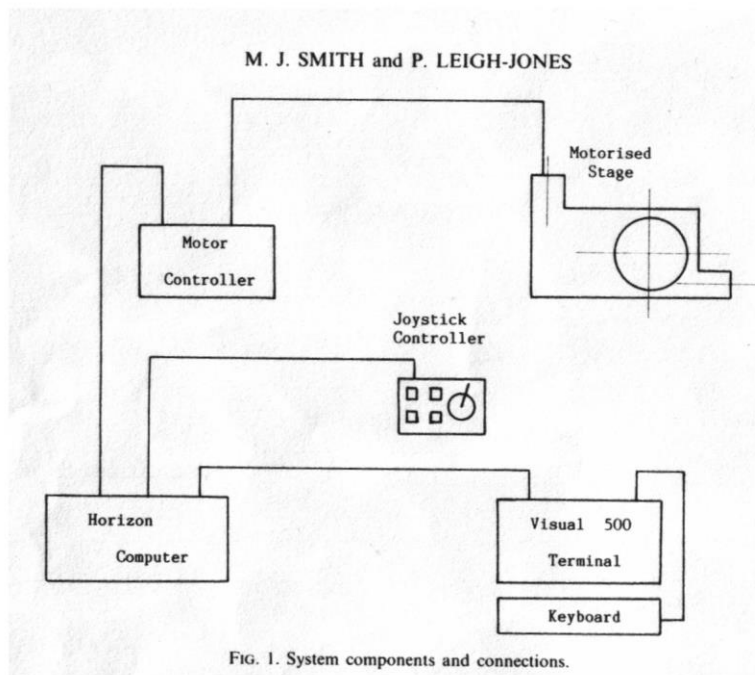 M. J. SMITH and P. LEIGH-JONES
Motorised
Stage
Motor
Controller
Joystick
Controller
Horizon
Computer
Visual 500
Terminal
Keyboard
FIG. 1. System components and connections.